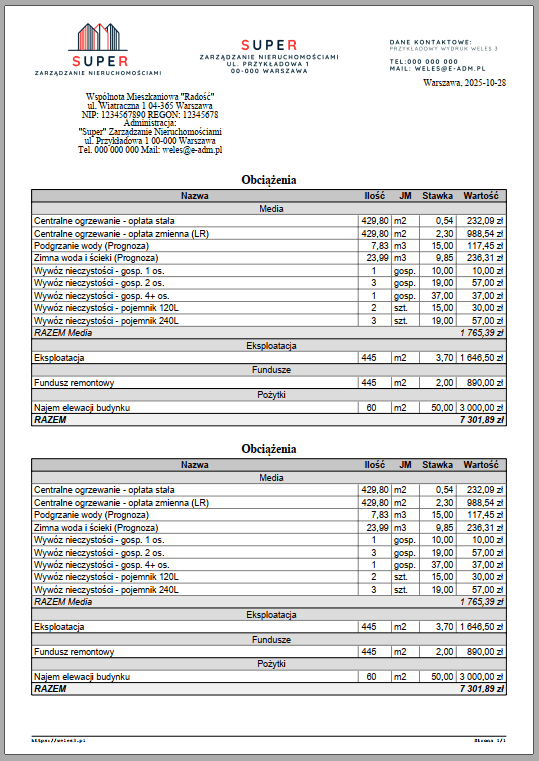 SUPER
ZARZĄDZANIE NIERUCHOMOŚCIAMI
SUPER
ZARZĄDZANIE NIERUCHOMOŚCIAMI
UL. PRZYKŁADOWA 1
00-000 WARSZAWA
DANE KONTAKTOWE:
PRZYKŁADOWY WYDRUK WELES 3
TEL:000 000 000
MAIL: WELES@E-ADM.PL
Warszawa, 2025-10-28
Wspólnota Mieszkaniowa "Radość"
ul. Wiatraczna 1 04-365 Warszawa
NIP: 1234567890 REGON: 12345678
Administracja:
"Super" Zarządzanie Nieruchomościami
ul. Przykładowa 1 00-000 Warszawa
Tel. 000 000 000 Mail: weles@e-adm.pl
Obciążenia
Nazwa Ilość JM Stawka Wartość
Media
Centralne ogrzewanie - opłata stała 429,80 m2 0,54 232,09 zł
Centralne ogrzewanie - opłata zmienna (LR) 429,80 m2 2,30 988,54 zł
Podgrzanie wody (Prognoza) 7,83 m3 15,00 117,45 zł
Zimna woda i ścieki (Prognoza) 23,99 m3 9,85 236,31 zł
Wywóz nieczystości - gosp. 1 os. 1 gosp. 10,00 10,00 zł
Wywóz nieczystości - gosp. 2 os. 3 gosp. 19,00 57,00 zł
Wywóz nieczystości - gosp. 4+ os. 1 gosp. 37,00 37,00 zł
Wywóz nieczystości - pojemnik 120L 2 szt. 15,00 30,00 zł
Wywóz nieczystości - pojemnik 240L 3 szt. 19,00 57,00 zł
RAZEM Media 1 765,39 zł
Eksploatacja
Eksploatacja 445 m2 3,70 1 646,50 zł
Fundusze
Fundusz remontowy 445 m2 2,00 890,00 zł
Pożytki
Najem elewacji budynku 60 m2 50,00 3 000,00 zł
RAZEM 7 301,89 zł
Obciążenia
Nazwa Ilość JM Stawka Wartość
Media
Centralne ogrzewanie - opłata stała 429,80 m2 0,54 232,09 zł
Centralne ogrzewanie - opłata zmienna (LR) 429,80 m2 2,30 988,54 zł
Podgrzanie wody (Prognoza) 7,83 m3 15,00 117,45 zł
Zimna woda i ścieki (Prognoza) 23,99 m3 9,85 236,31 zł
Wywóz nieczystości - gosp. 1 os. 1 gosp. 10,00 10,00 zł
Wywóz nieczystości - gosp. 2 os. 3 gosp. 19,00 57,00 zł
Wywóz nieczystości - gosp. 4+ os. 1 gosp. 37,00 37,00 zł
Wywóz nieczystości - pojemnik 120L 2 szt. 15,00 30,00 zł
Wywóz nieczystości - pojemnik 240L 3 szt. 19,00 57,00 zł
RAZEM Media 1 765,39 zł
Eksploatacja
Eksploatacja 445 m2 3,70 1 646,50 zł
Fundusze
Fundusz remontowy 445 m2 2,00 890,00 zł
Pożytki
Najem elewacji budynku 60 m2 50,00 3 000,00 zł
RAZEM 7 301,89 zł
https://weles3.pl Strona 1/1